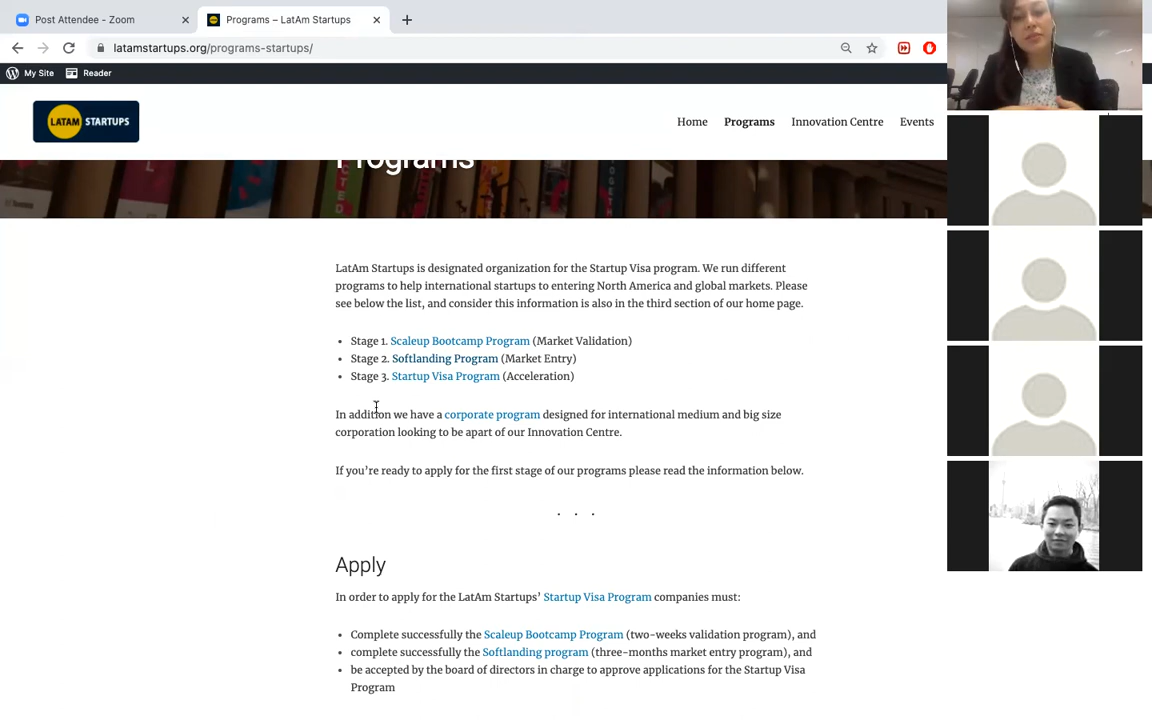 Post Attendee - Zoom
Programs – LatAm Startups
latamstartups.org/programs-startups/
My Site
Reader
LATAM STARTUPS
Home
Programs
Innovation Centre
Events
Programs
LatAm Startups is designated organization for the Startup Visa program. We run different
programs to help international startups to entering North America and global markets. Please
see below the list, and consider this information is also in the third section of our home page.
• Stage 1. Scaleup Bootcamp Program (Market Validation)
• Stage 2. Softlanding Program (Market Entry)
• Stage 3. Startup Visa Program (Acceleration)
In addition we have a corporate program designed for international medium and big size
corporation looking to be apart of our Innovation Centre.
If you’re ready to apply for the first stage of our programs please read the information below.
. . .
Apply
In order to apply for the LatAm Startups’ Startup Visa Program companies must:
• Complete successfully the Scaleup Bootcamp Program (two-weeks validation program), and
• complete successfully the Softlanding program (three-months market entry program), and
• be accepted by the board of directors in charge to approve applications for the Startup Visa
Program